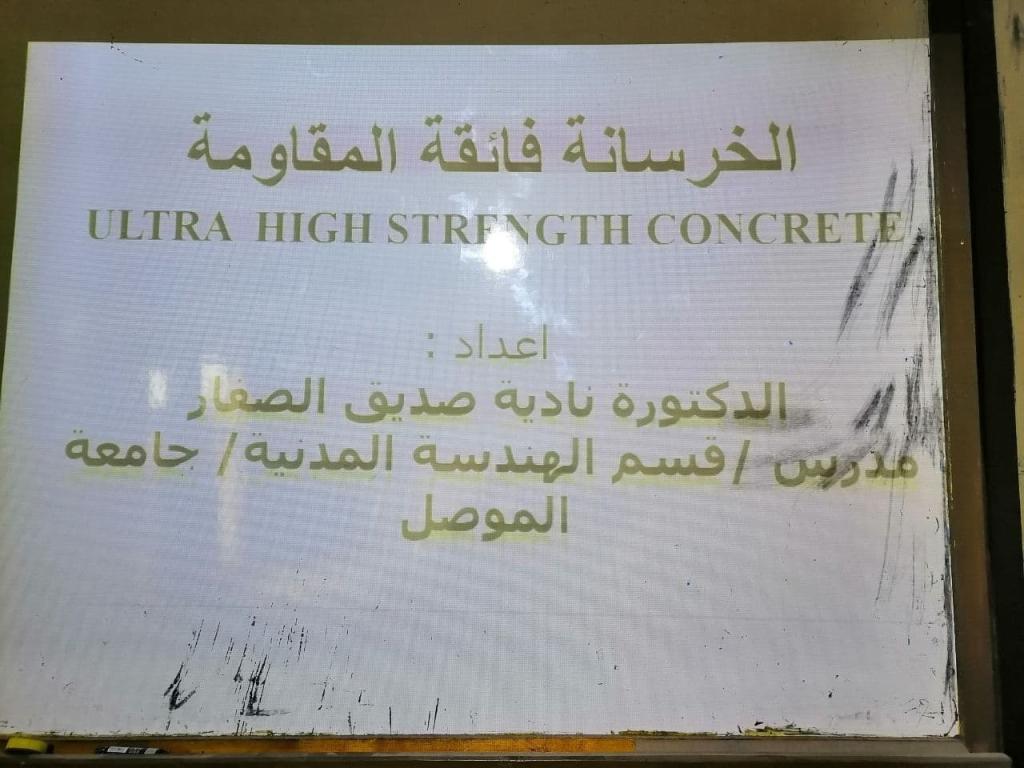 الخرسانة فائقة المقاومة
ULTRA HIGH STRENGTH CONCRETE
اعداد :
الدكتورة نادية صديق الصفار
مدرس /قسم الهندسة المدنية/ جامعة
الموصل